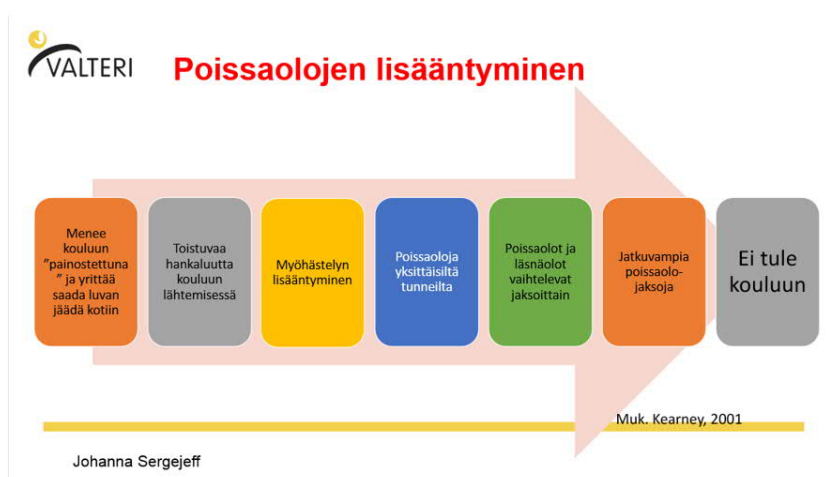 VALTERI
Poissaolojen lisääntyminen
Menee
kouluun
"painostettuna
" ja yrittää
saada luvan
jäädä kotiin
Toistuvaa
hankaluutta
kouluun
lähtemisessä
Myöhästelyn
lisääntyminen
Poissaoloja
yksittäisiltä
tunneilta
Poissaolot ja
läsnäolot
vaihtelevat
jaksoittain
Jatkuvampia
poissaolo-
jaksoja
Ei tule
kouluun
Muk. Kearney, 2001
Johanna Sergejeff